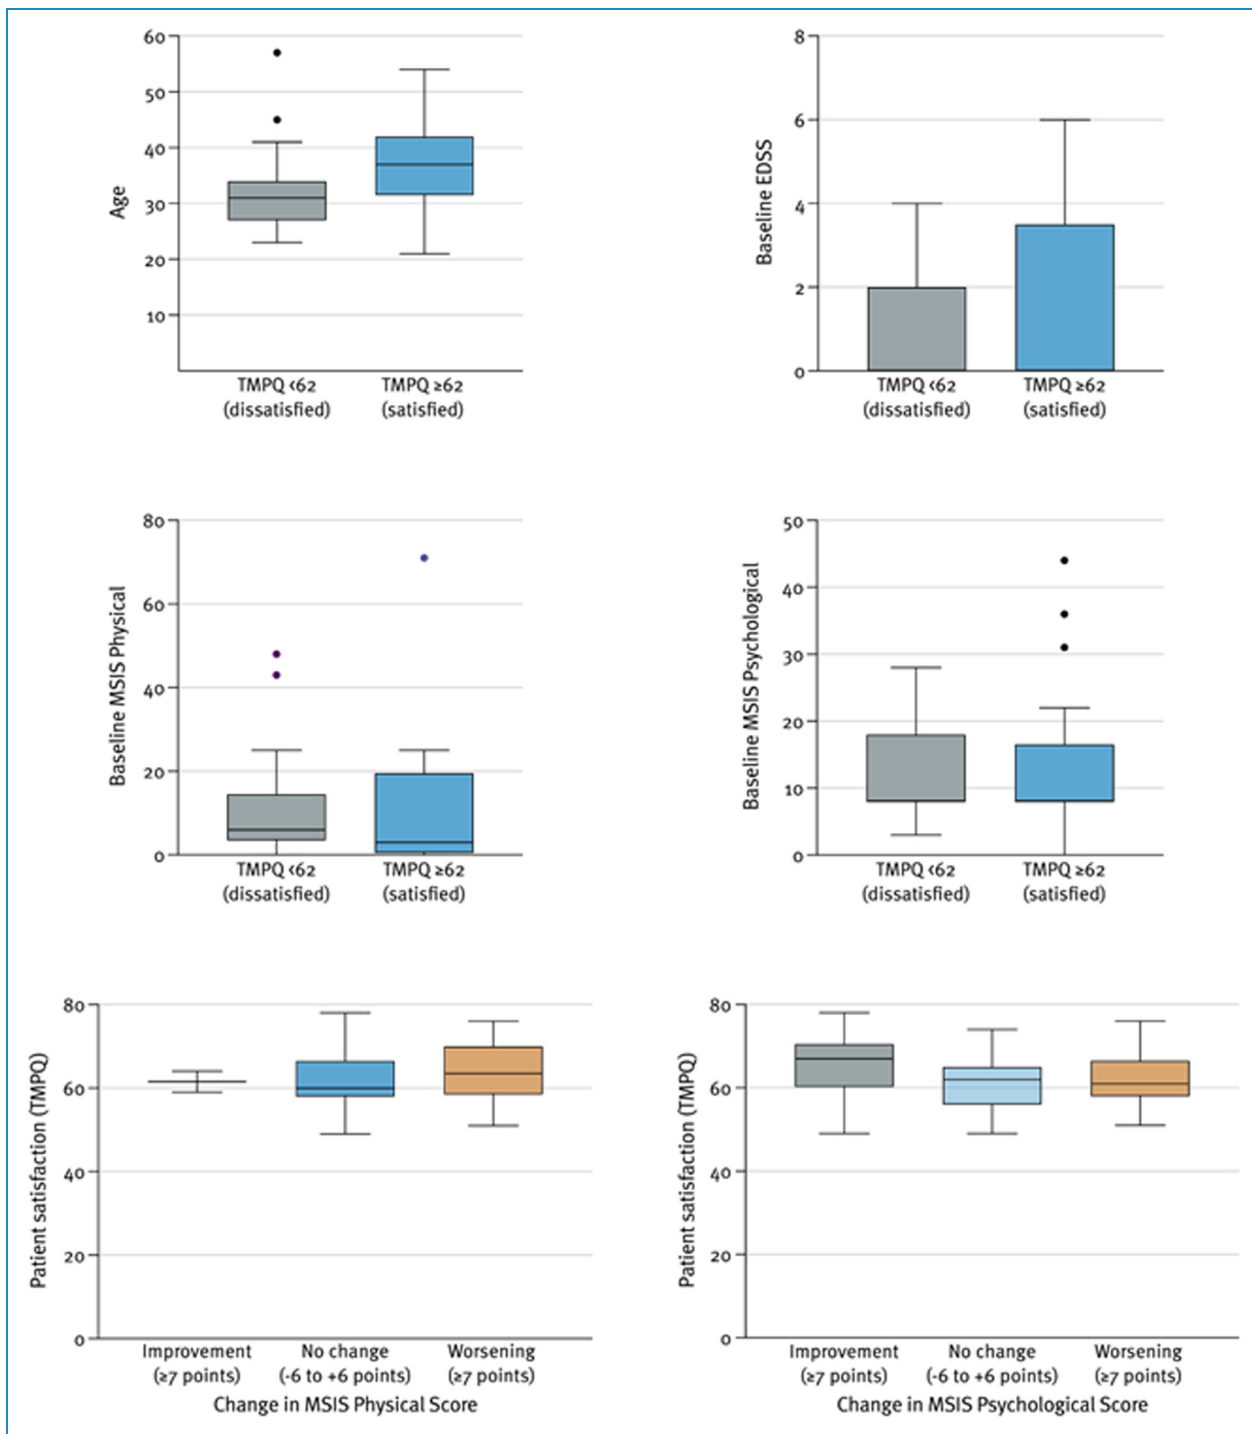 60
50
40
30
20
10
Age
TMPQ <62
(dissatisfied)
TMPQ ≥62
(satisfied)
8
6
4
2
0
Baseline EDSS
TMPQ <62
(dissatisfied)
TMPQ ≥62
(satisfied)
80
60
40
20
0
Baseline MSIS Physical
TMPQ <62
(dissatisfied)
TMPQ ≥62
(satisfied)
50
40
30
20
10
0
Baseline MSIS Psychological
TMPQ <62
(dissatisfied)
TMPQ ≥62
(satisfied)
80
60
40
20
0
Patient satisfaction (TMPQ)
Improvement
(≥7 points)
No change
(-6 to +6 points)
Worsening
(≥7 points)
Change in MSIS Physical Score
80
60
40
20
0
Patient satisfaction (TMPQ)
Improvement
(≥7 points)
No change
(-6 to +6 points)
Worsening
(≥7 points)
Change in MSIS Psychological Score